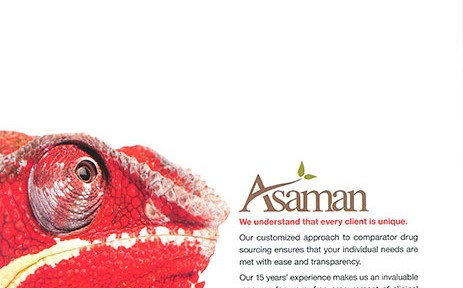 Asaman
We understand that every client is unique.
Our customized approach to comparator drug
sourcing ensures that your individual needs are
met with ease and transparency.
Our 15 years' experience makes us an invaluable